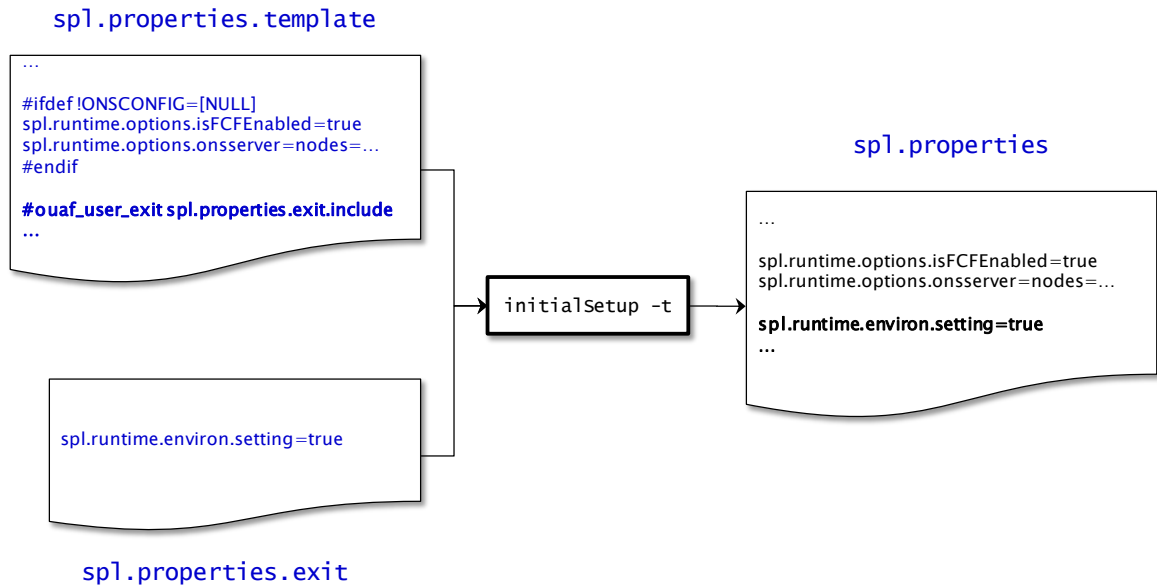 spl.properties.template
...
#ifdef !ONSCONFIG=[NULL]
spl.runtime.options.isFCFEnabled=true
spl.runtime.options.onsserver=nodes=...
#endif
#ouaf_user_exit spl.properties.exit.include
...
spl.runtime.environ.setting=true
spl.properties.exit
initialSetup -t
spl.properties
...
spl.runtime.options.isFCFEnabled=true
spl.runtime.options.onsserver=nodes=...
spl.runtime.environ.setting=true
...